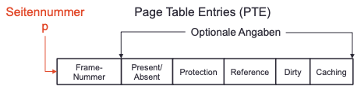 Seitennummer
p
Page Table Entries (PTE)
Optionale Angaben
Frame-
Nummer
Present/
Absent
Protection
Reference
Dirty
Caching